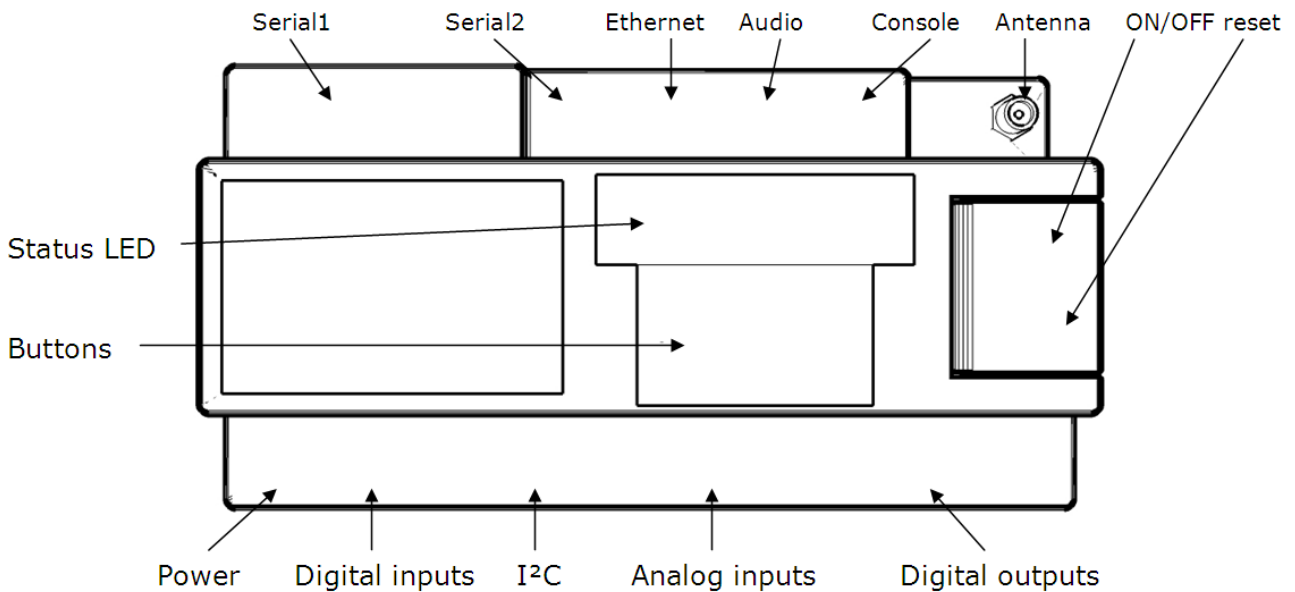 Serial1 Serial2 Ethernet Audio Console Antenna ON/OFF reset
Status LED
Buttons
Power Digital inputs I²C Analog inputs Digital outputs